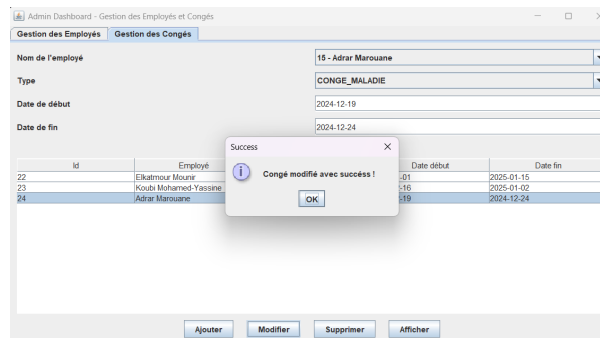 Admin Dashboard - Gestion des Employés et Congés
Gestion des Employés Gestion des Congés
Nom de l'employé 15 - Adrar Marouane
Type CONGE_MALADIE
Date de début 2024-12-19
Date de fin 2024-12-24
Success
Congé modifié avec succéss !
OK
Id Employé Date début Date fin
22 Elkatmour Mounir -01 2025-01-15
23 Koubi Mohamed-Yassine -16 2025-01-02
24 Adrar Marouane -19 2024-12-24
Ajouter Modifier Supprimer Afficher